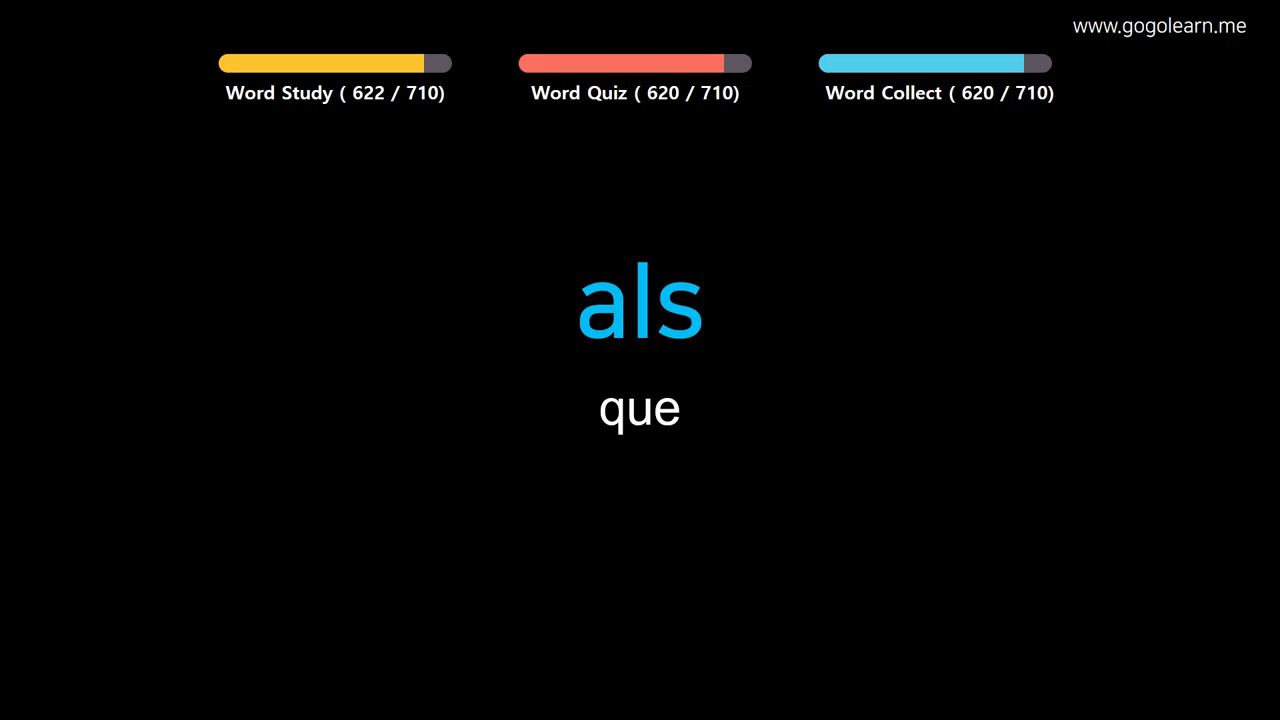 www.gogolearn.me
Word Study ( 622 / 710)
Word Quiz ( 620 / 710)
Word Collect ( 620 / 710)
als
que